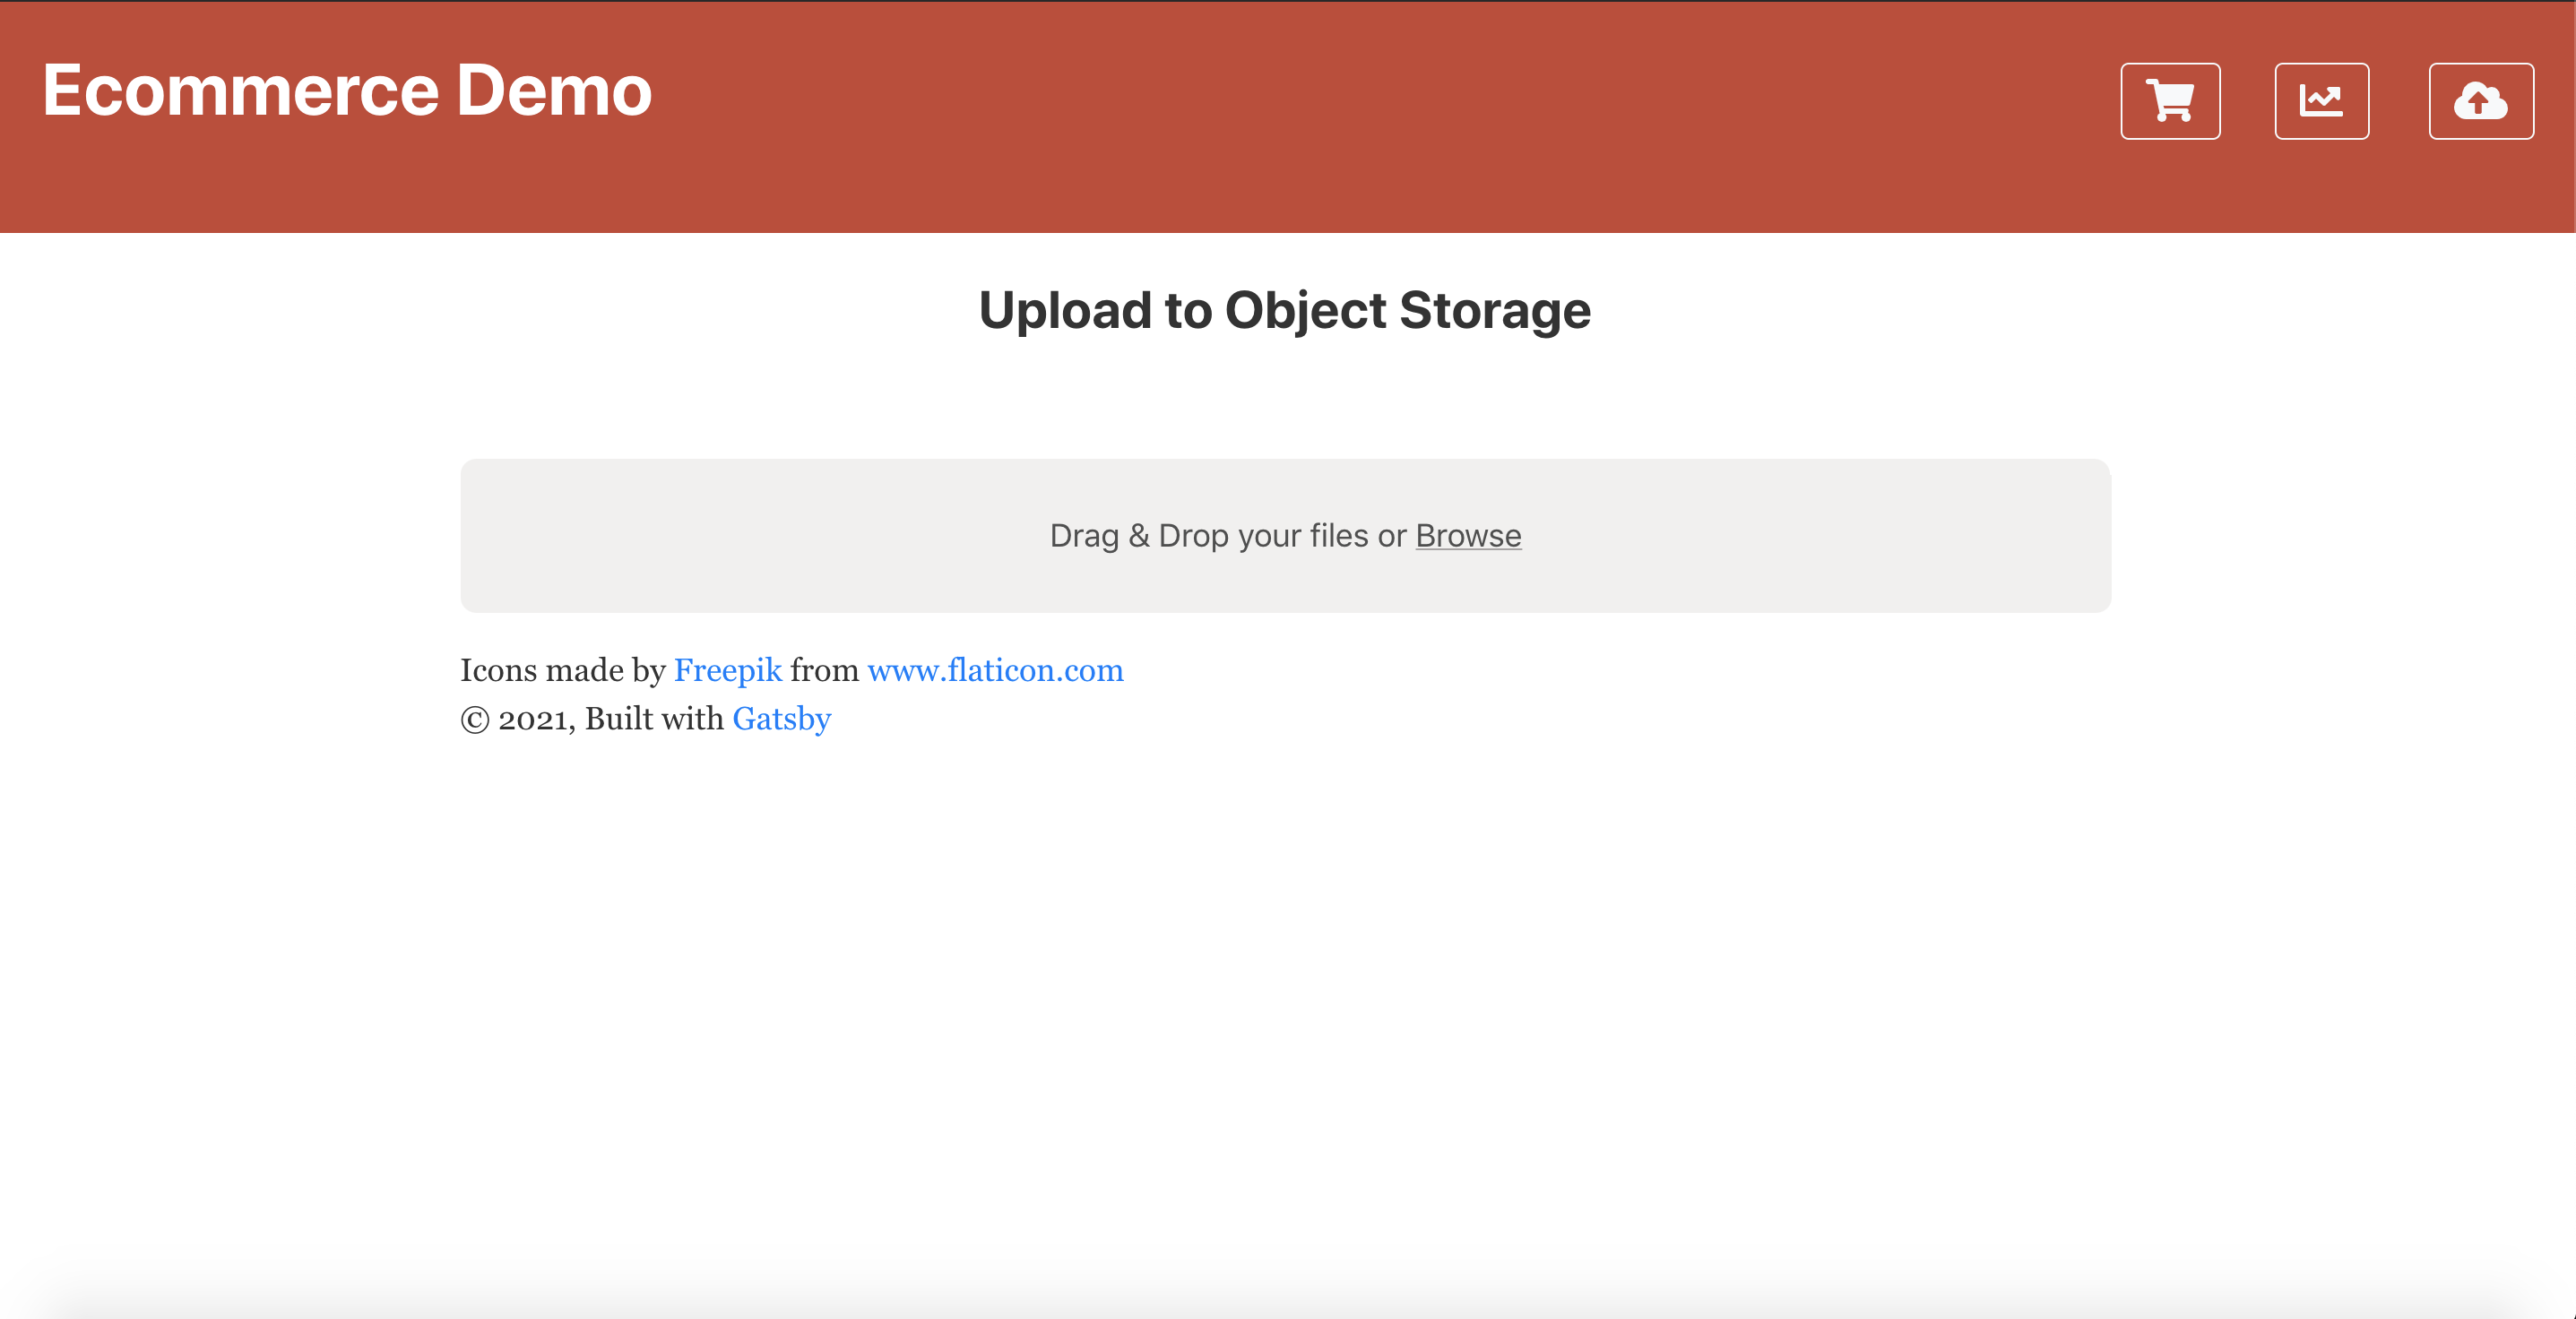 Ecommerce Demo
Upload to Object Storage
Drag & Drop your files or Browse
Icons made by Freepik from www.flaticon.com
© 2021, Built with Gatsby